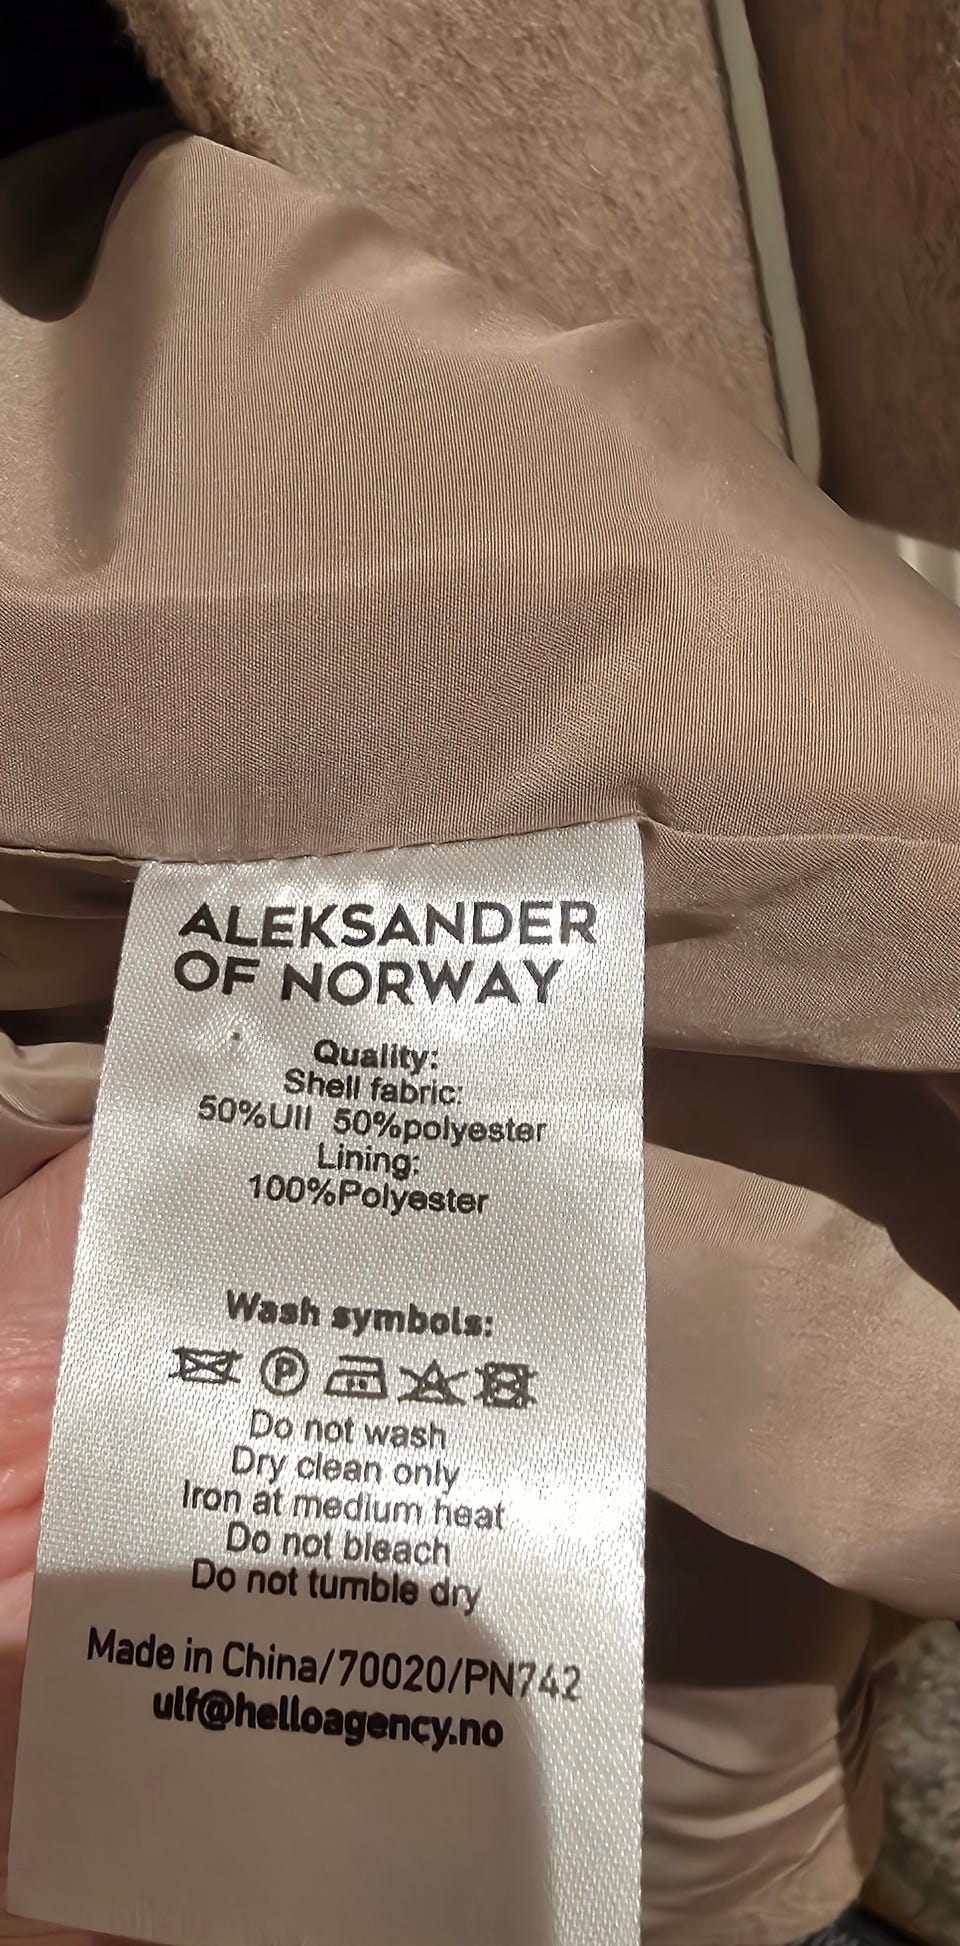 ALEKSANDER
OF NORWAY
Quality:
Shell fabric:
50%Ull 50%polyester
Lining:
100%Polyester
Wash symbols:
P
Do not wash
Dry clean only
Iron at medium heat
Do not bleach
Do not tumble dry
Made in China/70020/PN742
ulf@helloagency.no